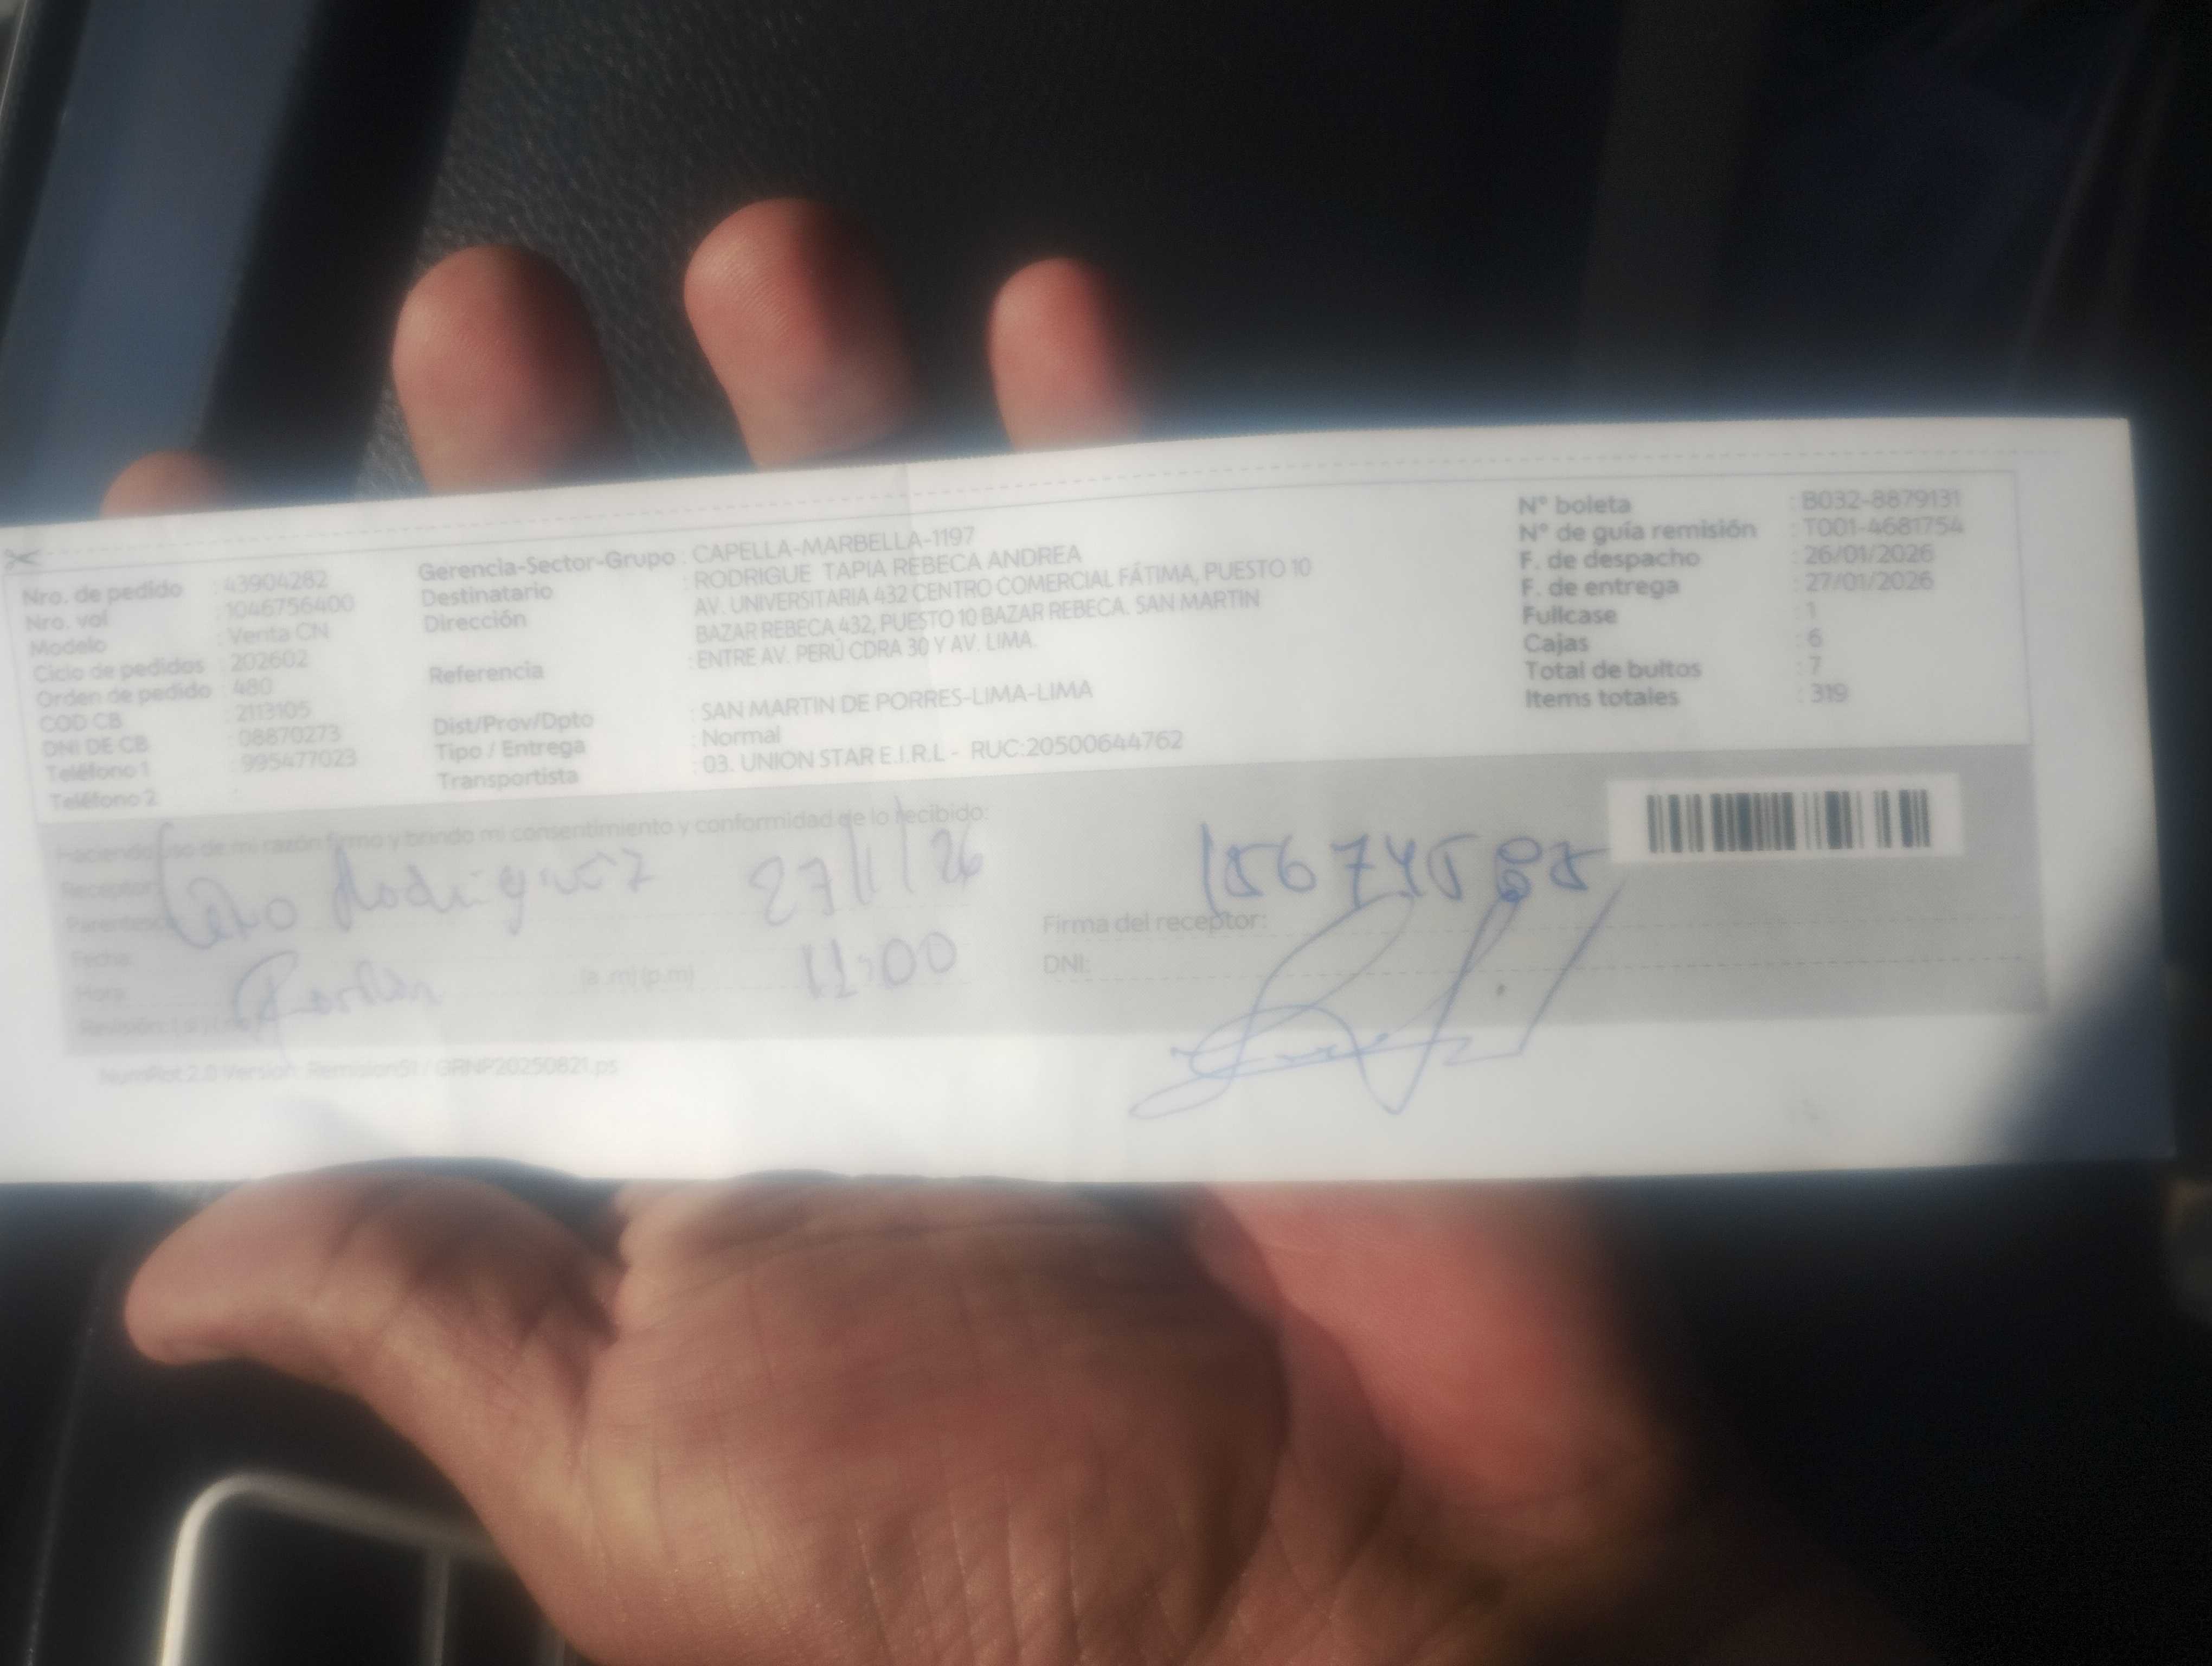 Nro. de pedido : 43904282
Nro. vol : 1046756400
Modelo : Venta CN
Ciclo de pedidos : 202602
Orden de pedido : 480
COD CB : 2113105
DNI DE CB : 08870273
Teléfono 1 : 995477023
Teléfono 2 :
Gerencia-Sector-Grupo : CAPELLA-MARBELLA-1197
Destinatario : RODRIGUE TAPIA REBECA ANDREA
Dirección : AV. UNIVERSITARIA 432 CENTRO COMERCIAL FÁTIMA, PUESTO 10
BAZAR REBECA 432, PUESTO 10 BAZAR REBECA. SAN MARTIN
Referencia : ENTRE AV. PERÚ CDRA 30 Y AV. LIMA.
Dist/Prov/Dpto : SAN MARTIN DE PORRES-LIMA-LIMA
Tipo / Entrega : Normal
Transportista : 03. UNION STAR E.I.R.L - RUC:20500644762
N° boleta : B032-8879131
N° de guía remisión : T001-4681754
F. de despacho : 26/01/2026
F. de entrega : 27/01/2026
Fullcase : 1
Cajas : 6
Total de bultos : 7
Items totales : 319
Haciendo uso de mi razón firmo y brindo mi consentimiento y conformidad de lo recibido:
Receptor
Rodriguez 27/1/26
Fecha
Hora (a.m)(p.m) 11:00
Revisión
Firma del receptor:
DNI:
GRNP20250821.ps